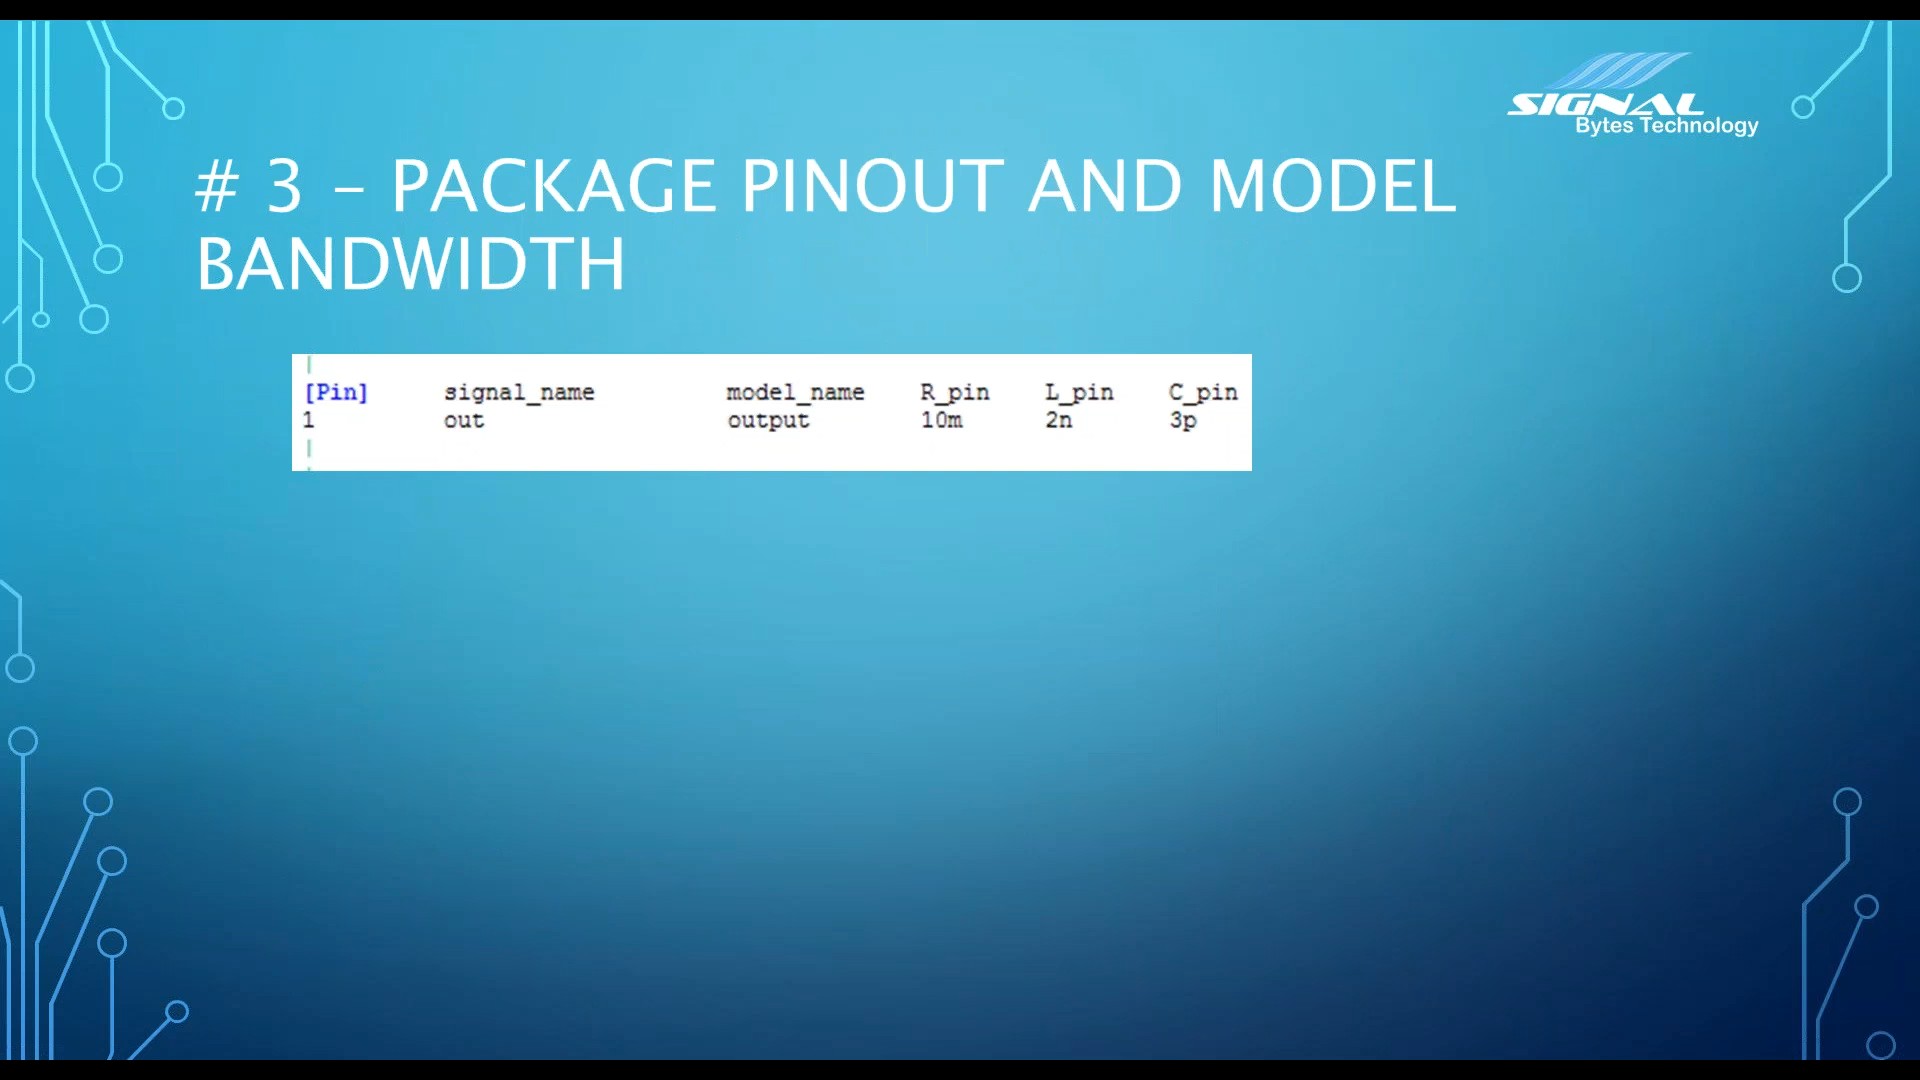 SIGNAL
Bytes Technology
# 3 – PACKAGE PINOUT AND MODEL
BANDWIDTH
[Pin] signal_name model_name R_pin L_pin C_pin
1 out output 10m 2n 3p